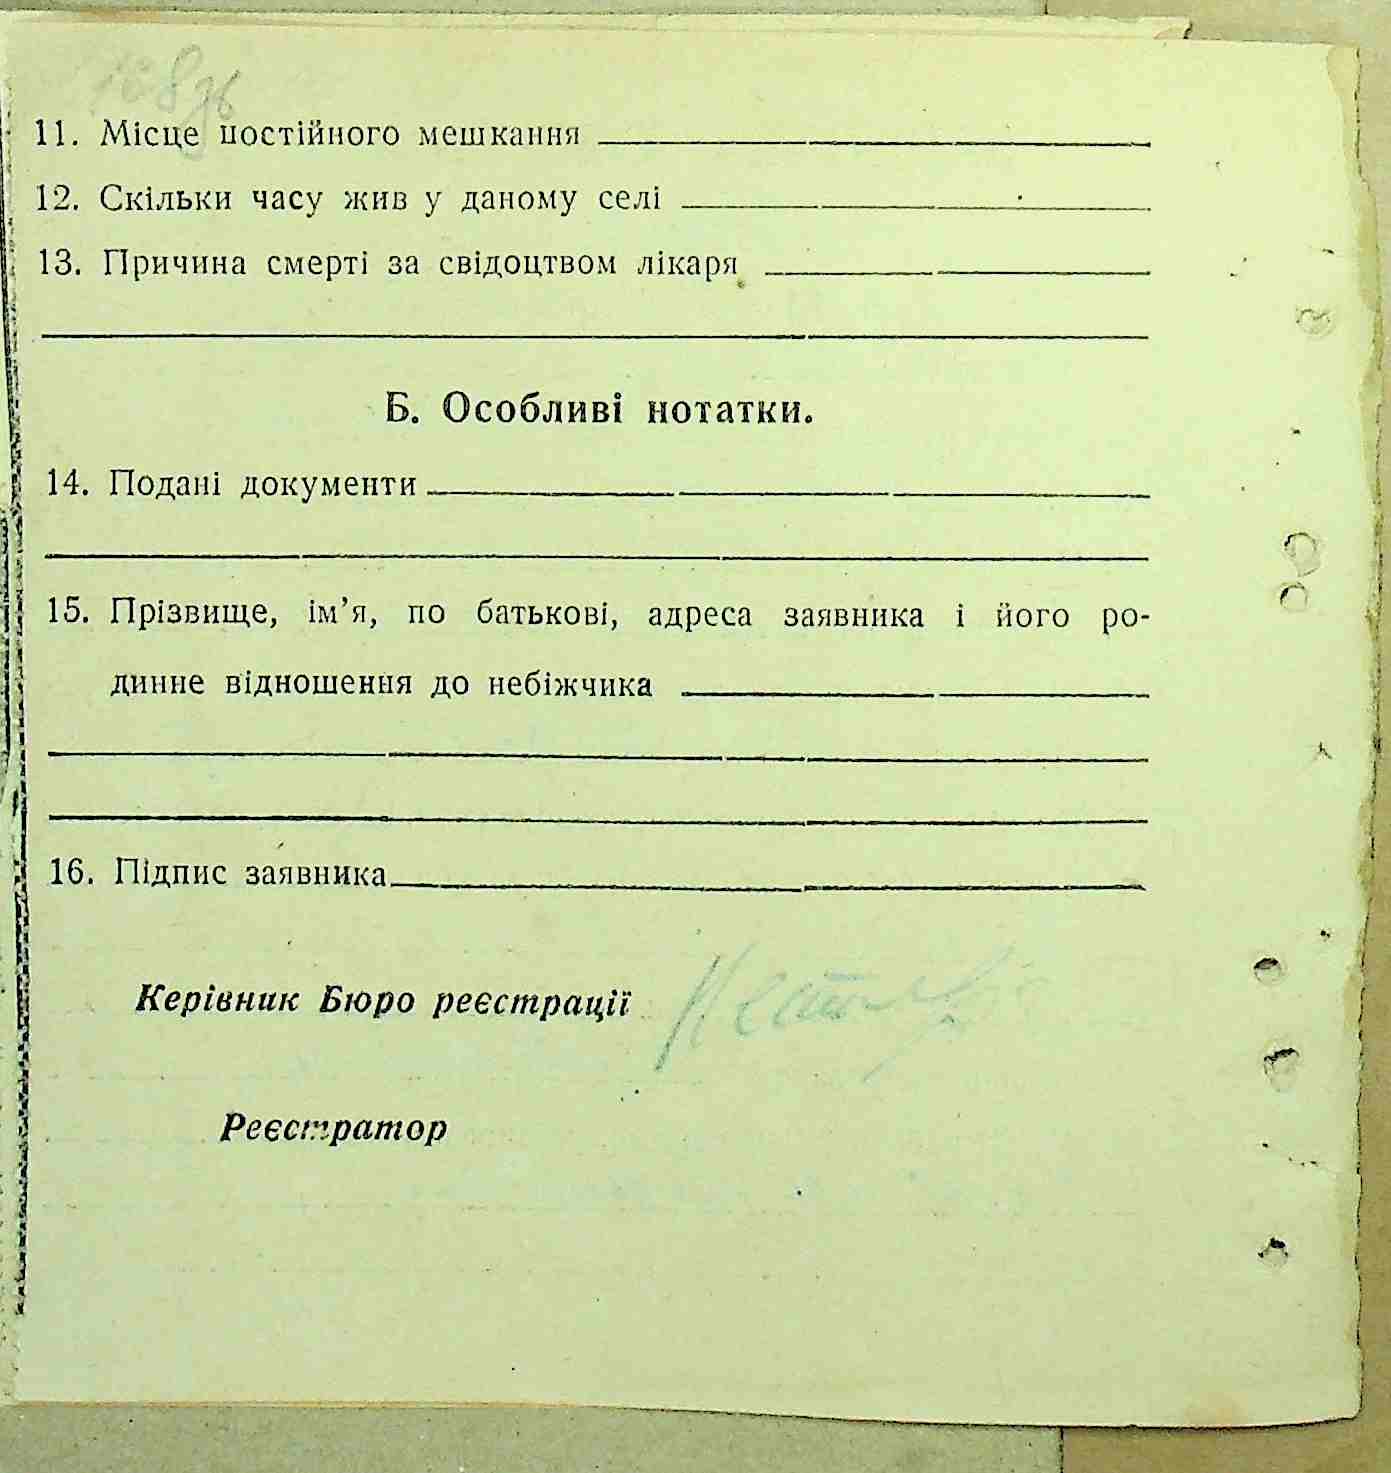 11. Місце постійного мешкання
12. Скільки часу жив у даному селі
13. Причина смерті за свідоцтвом лікаря
Б. Особливі нотатки.
14. Подані документи
15. Прізвище, ім’я, по батькові, адреса заявника і його ро-
динне відношення до небіжчика
16. Підпис заявника
Керівник Бюро реєстрації
Реєстратор